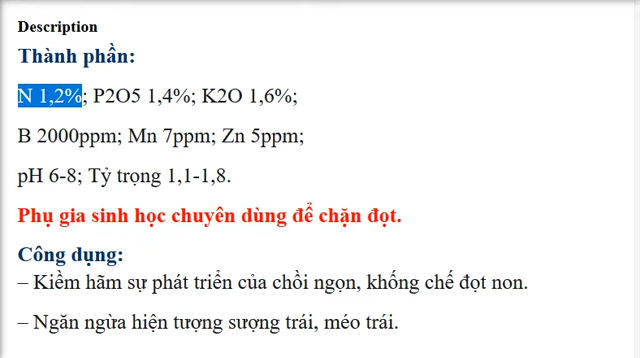 Description
Thành phần:
N 1,2%; P2O5 1,4%; K2O 1,6%;
B 2000ppm; Mn 7ppm; Zn 5ppm;
pH 6-8; Tỷ trọng 1,1-1,8.
Phụ gia sinh học chuyên dùng để chặn đọt.
Công dụng:
– Kiềm hãm sự phát triển của chồi ngọn, khống chế đọt non.
– Ngăn ngừa hiện tượng sượng trái, méo trái.